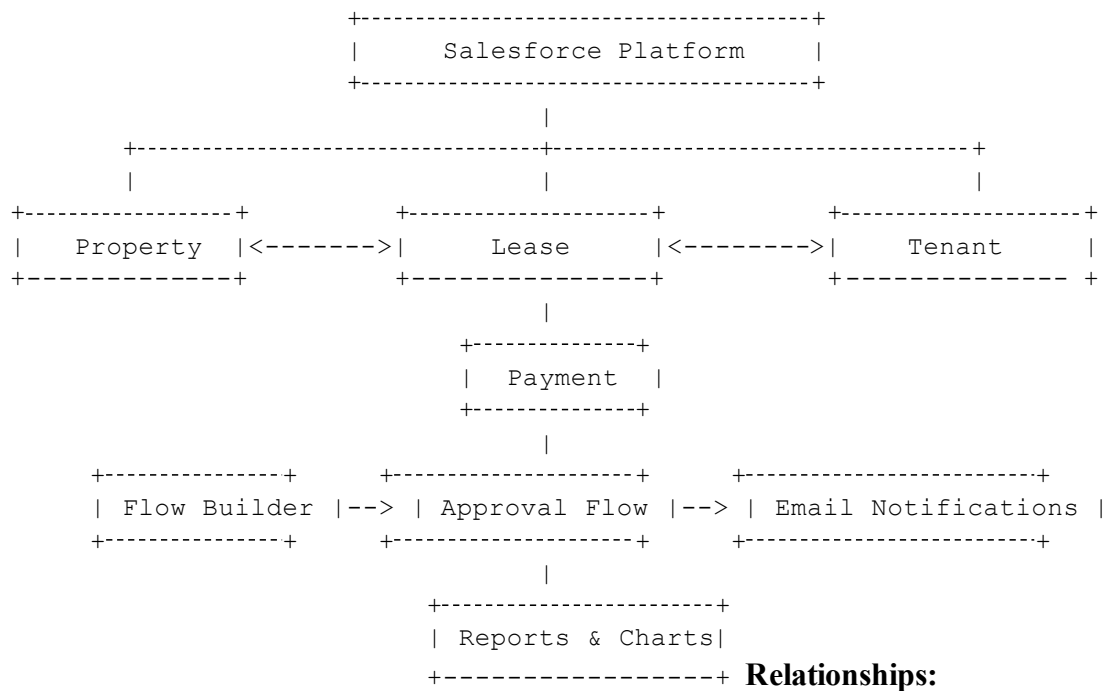 +---------------------------------------+
| Salesforce Platform |
+---------------------------------------+
|
+------------------------------------+------------------------------------+
| | |
+------------------+ +---------------------+ +---------------------+
| Property |<------->| Lease |<-------->| Tenant |
+--------------+ +----------------+ +-------------- +
|
+--------------+
| Payment |
+--------------+
|
+----------------+ +---------------------+ +------------------------+
| Flow Builder |--> | Approval Flow |--> | Email Notifications |
+----------------+ +---------------------+ +------------------------+
|
+------------------------+
| Reports & Charts|
+-----------------+ Relationships: